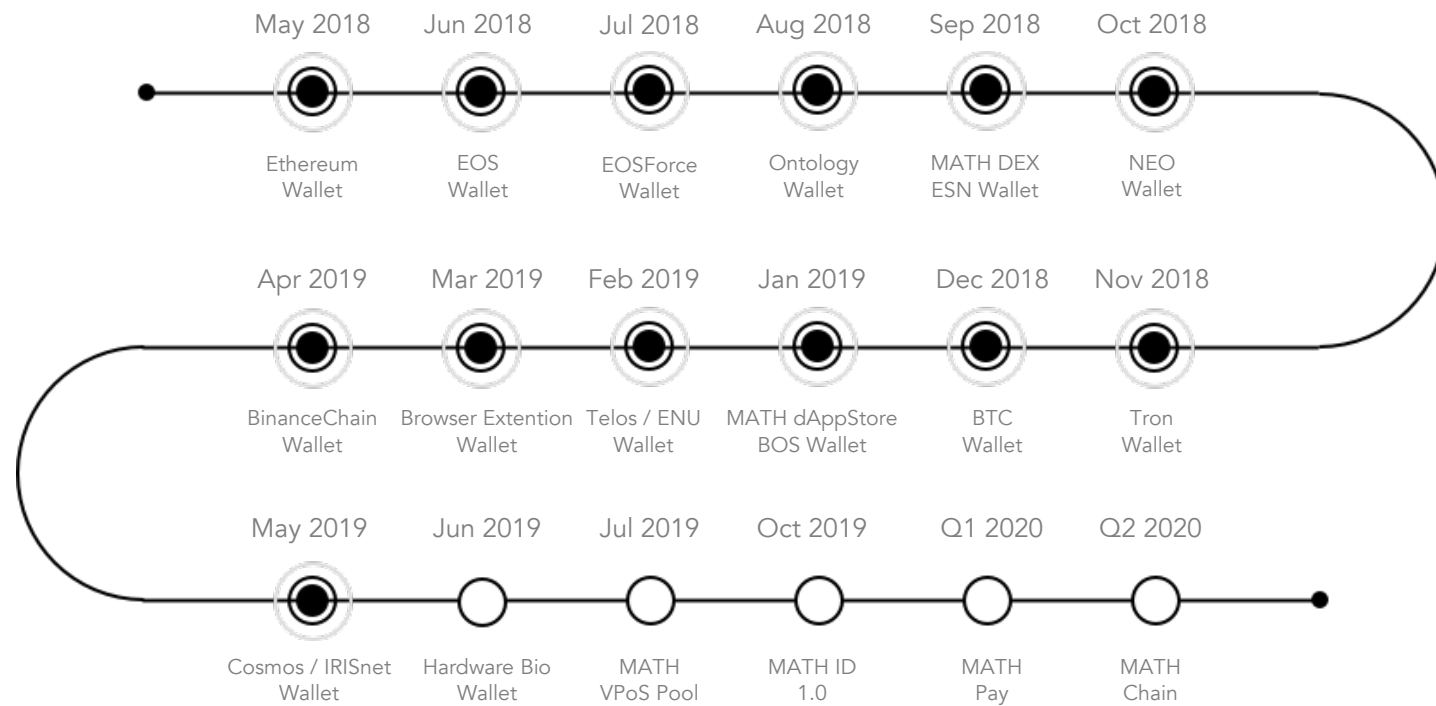 May 2018
Jun 2018
Jul 2018
Aug 2018
Sep 2018
Oct 2018
Ethereum
Wallet
EOS
Wallet
EOSForce
Wallet
Ontology
Wallet
MATH DEX
ESN Wallet
NEO
Wallet
Apr 2019
Mar 2019
Feb 2019
Jan 2019
Dec 2018
Nov 2018
BinanceChain
Wallet
Browser Extention
Wallet
Telos / ENU
Wallet
MATH dAppStore
BOS Wallet
BTC
Wallet
Tron
Wallet
May 2019
Jun 2019
Jul 2019
Oct 2019
Q1 2020
Q2 2020
Cosmos / IRISnet
Wallet
Hardware Bio
Wallet
MATH
VPoS Pool
MATH ID
1.0
MATH
Pay
MATH
Chain